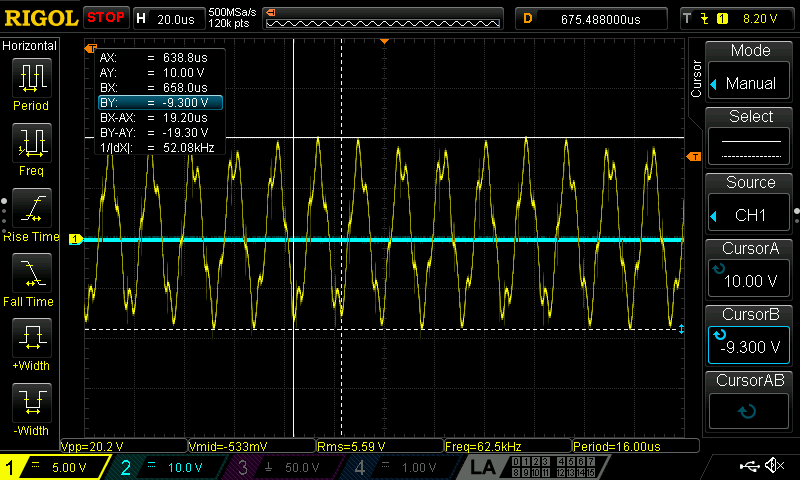 RIGOL STOP H 20.0us 500MSa/s 120k pts D 675.488000us T 1 8.20 V
Horizontal
Period
Freq
Rise Time
Fall Time
+Width
-Width
T
AX: = 638.8us
AY: = 10.00 V
BX: = 658.0us
BY: = -9.300 V
BX-AX: = 19.20us
BY-AY: = -19.30 V
1/|dX|: = 52.08kHz
1
T
Cursor
Mode
Manual
Select
Source
CH1
CursorA
10.00 V
CursorB
-9.300 V
CursorAB
Vpp=20.2 V Vmid=-533mV Rms=5.59 V Freq=62.5kHz Period=16.00us
1 5.00 V 2 10.0 V 3 50.0 V 4 1.00 V LA 0 1 2 3 4 5 6 7
8 9 10 11 12 13 14 15